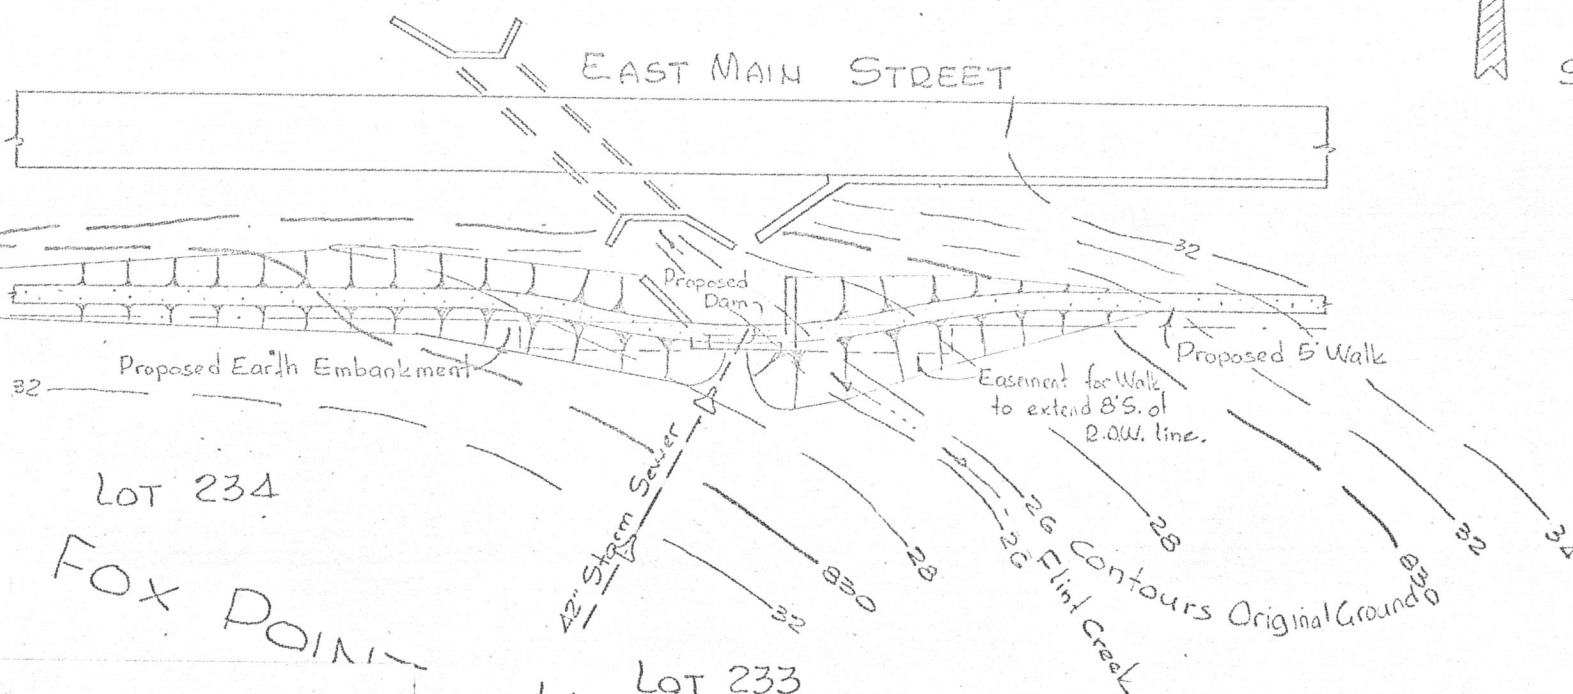 EAST MAIN STREET
S
32
Proposed
Dam
Proposed Earth Embankment
Proposed 5' Walk
Easement for Walk
to extend 8' S. of
R.O.W. line.
32
LOT 234
FOX POINT
42" Storm Sewer
26
26
28
28
830
830
32
32
34
Flint Creek
Contours Original Ground
LOT 233